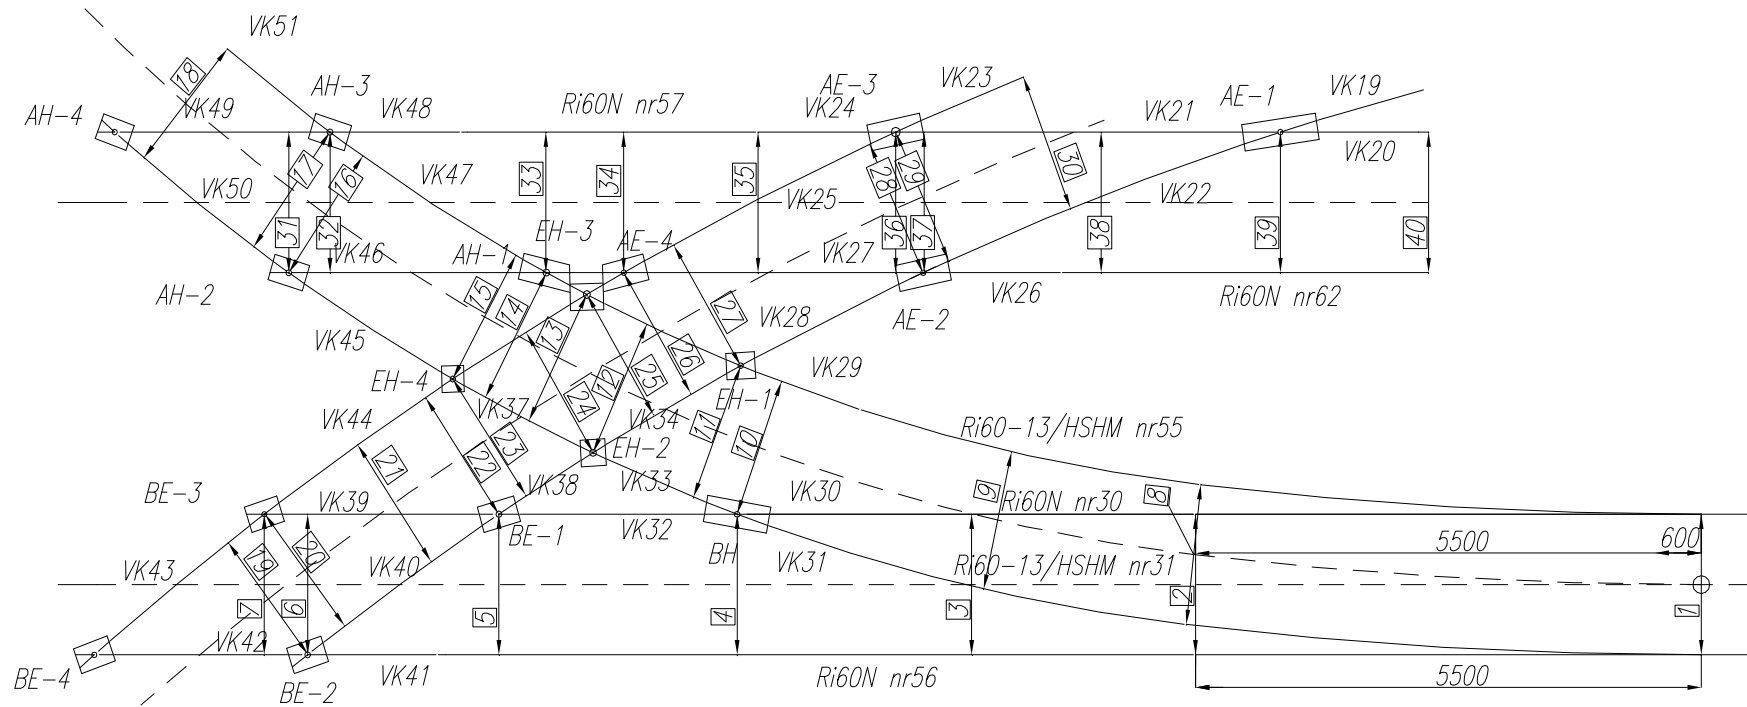 VK51
18
VK49
AH-4
AH-3
VK48
Ri60N nr57
AE-3
VK24
VK23
VK21
AE-1
VK19
VK20
VK50
17
16
VK47
33
34
35
VK25
28
29
30
VK22
31
32
VK46
AH-1
EH-3
AE-4
VK27
36
37
38
39
40
AH-2
15
14
13
27
VK28
AE-2
VK26
Ri60N nr62
VK45
EH-4
12
25
26
VK29
EH-1
VK44
VK37
24
VK34
11
10
Ri60-13/HSHM nr55
21
22
23
EH-2
BE-3
VK39
VK38
VK33
VK30
9
Ri60N nr30
8
BE-1
VK32
BH
VK31
5500
600
VK43
19
20
VK40
Ri60-13/HSHM nr31
7
6
5
4
3
2
1
VK42
BE-4
BE-2
VK41
Ri60N nr56
5500